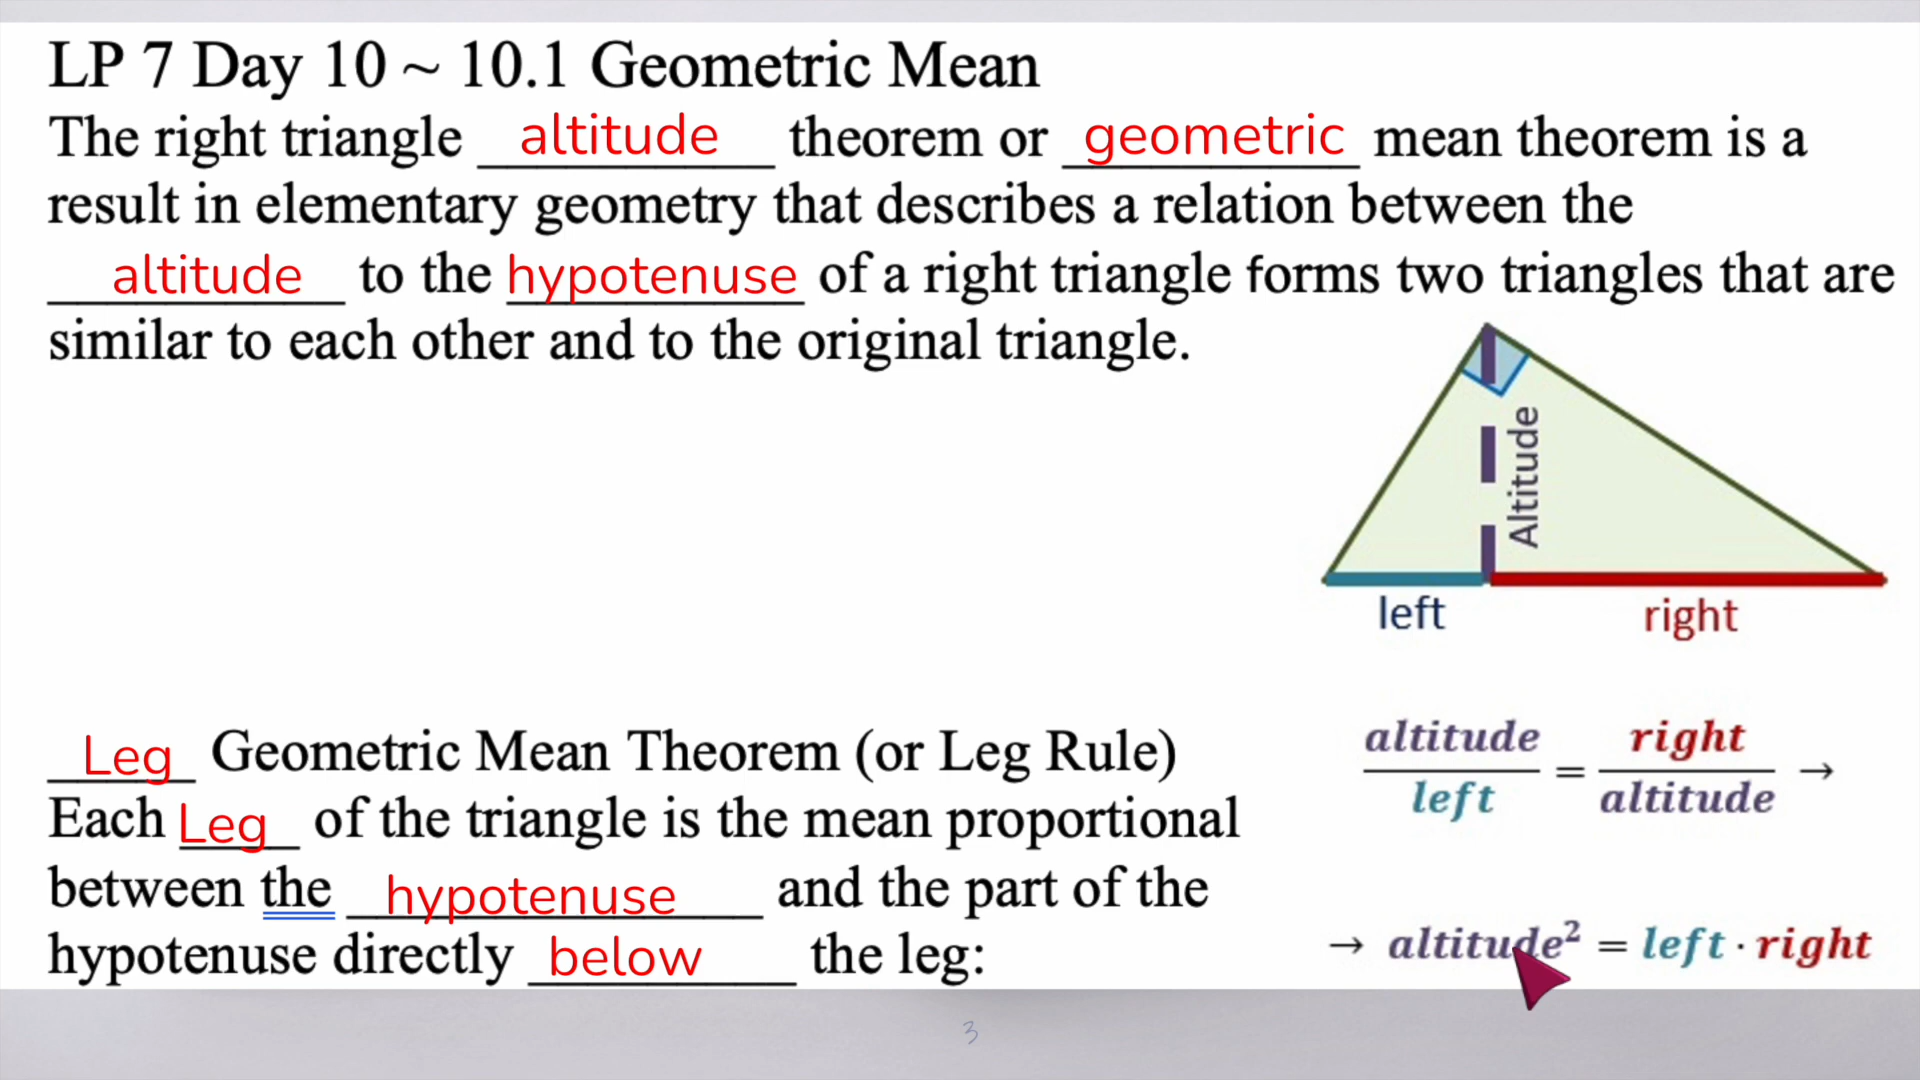 LP 7 Day 10 ~ 10.1 Geometric Mean
The right triangle altitude theorem or geometric mean theorem is a
result in elementary geometry that describes a relation between the
altitude to the hypotenuse of a right triangle forms two triangles that are
similar to each other and to the original triangle.
Altitude
left right
Leg Geometric Mean Theorem (or Leg Rule)
Each Leg of the triangle is the mean proportional
between the hypotenuse and the part of the
hypotenuse directly below the leg:
altitude/left = right/altitude →
→ altitude² = left · right
3